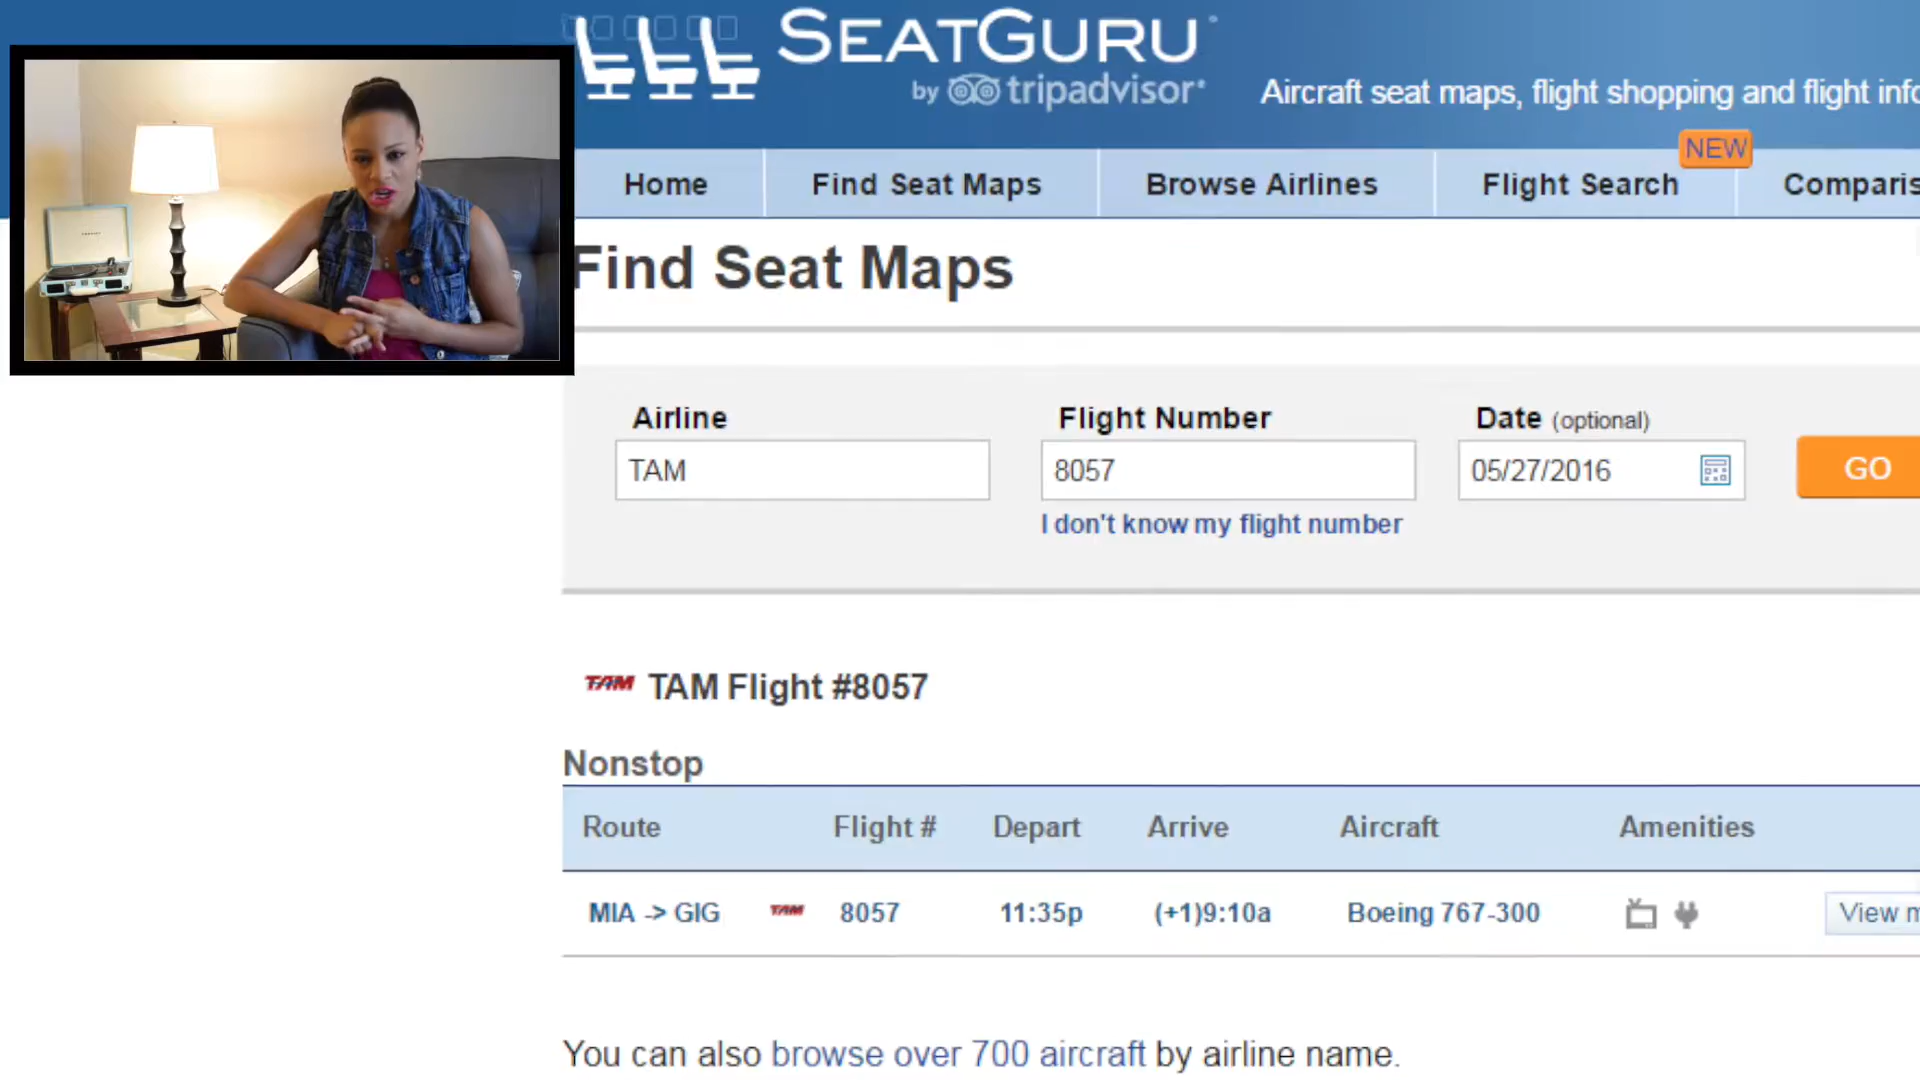 SEATGURU
by tripadvisor
Aircraft seat maps, flight shopping and flight info
NEW
Home Find Seat Maps Browse Airlines Flight Search Comparis
Find Seat Maps
Airline Flight Number Date (optional)
TAM 8057 05/27/2016 GO
I don't know my flight number
TAM TAM Flight #8057
Nonstop
Route Flight # Depart Arrive Aircraft Amenities
MIA -> GIG TAM 8057 11:35p (+1)9:10a Boeing 767-300 View m
You can also browse over 700 aircraft by airline name.